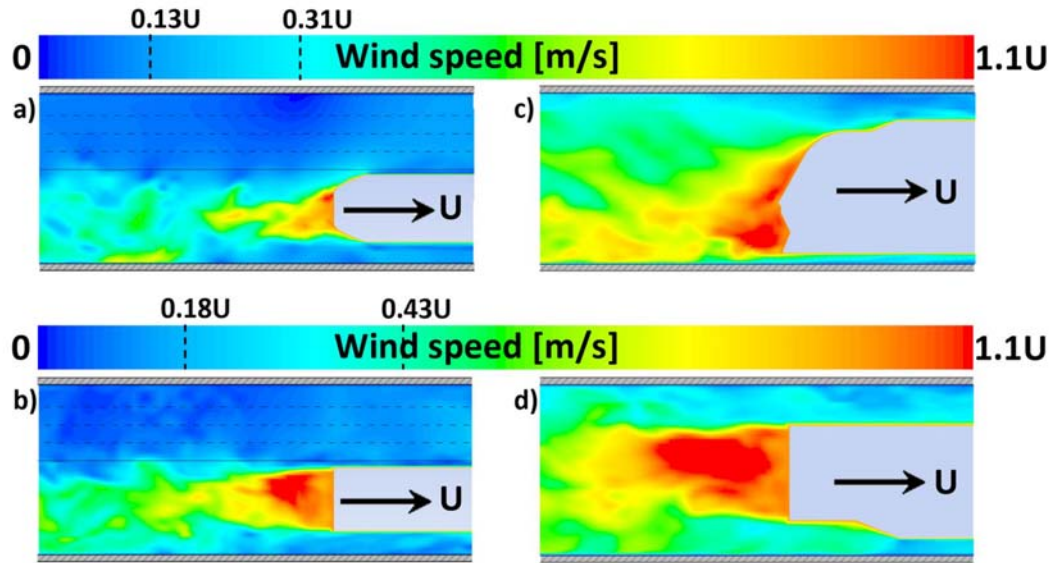 0.13U 0.31U
0 Wind speed [m/s] 1.1U
a) c)
U U
0.18U 0.43U
0 Wind speed [m/s] 1.1U
b) d)
U U